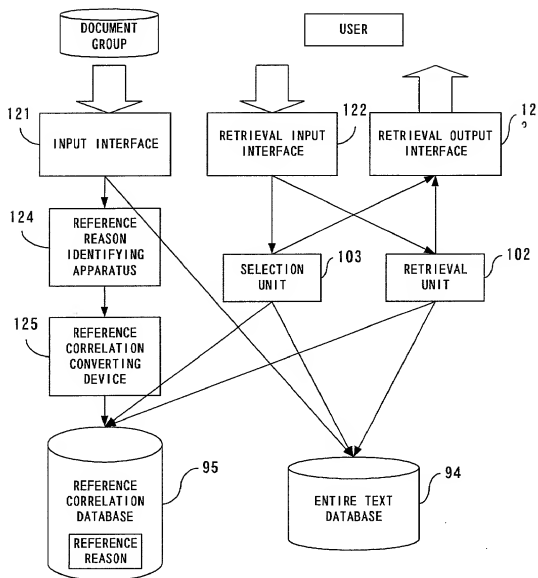 DOCUMENT
GROUP
USER
121
INPUT INTERFACE
122
RETRIEVAL INPUT
INTERFACE
12
RETRIEVAL OUTPUT
INTERFACE
124
REFERENCE
REASON
IDENTIFYING
APPARATUS
103
SELECTION
UNIT
102
RETRIEVAL
UNIT
125
REFERENCE
CORRELATION
CONVERTING
DEVICE
95
REFERENCE
CORRELATION
DATABASE
REFERENCE
REASON
94
ENTIRE TEXT
DATABASE